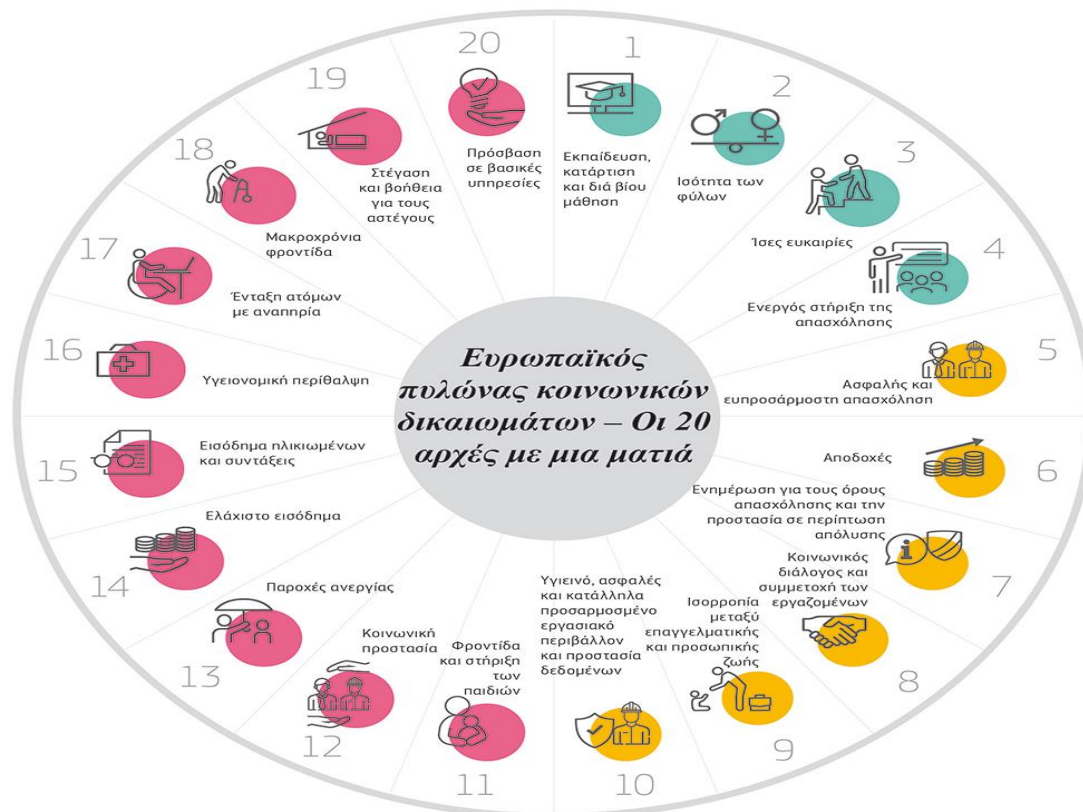 Ευρωπαϊκός
πυλώνας κοινωνικών
δικαιωμάτων – Οι 20
αρχές με μια ματιά
1
Εκπαίδευση,
κατάρτιση
και διά βίου
μάθηση
2
Ισότητα των
φύλων
3
Ίσες ευκαιρίες
4
Ενεργός στήριξη της
απασχόλησης
5
Ασφαλής και
ευπροσάρμοστη απασχόληση
6
Αποδοχές
7
Ενημέρωση για τους όρους
απασχόλησης και την
προστασία σε περίπτωση
απόλυσης
8
Κοινωνικός
διάλογος και
συμμετοχή των
εργαζομένων
9
Ισορροπία
μεταξύ
επαγγελματικής
και προσωπικής
ζωής
10
Υγιεινό, ασφαλές
και κατάλληλα
προσαρμοσμένο
εργασιακό
περιβάλλον
και προστασία
δεδομένων
11
Φροντίδα
και στήριξη
των
παιδιών
12
Κοινωνική
προστασία
13
Παροχές ανεργίας
14
Ελάχιστο εισόδημα
15
Εισόδημα ηλικιωμένων
και συντάξεις
16
Υγειονομική περίθαλψη
17
Ένταξη ατόμων
με αναπηρία
18
Μακροχρόνια
φροντίδα
19
Στέγαση
και βοήθεια
για τους
αστέγους
20
Πρόσβαση
σε βασικές
υπηρεσίες